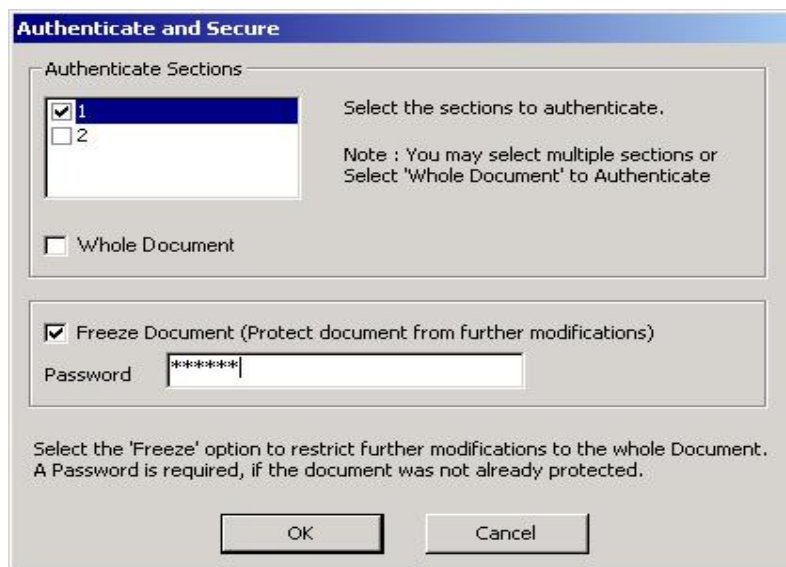 Authenticate and Secure
Authenticate Sections
1
2
Select the sections to authenticate.
Note : You may select multiple sections or
Select 'Whole Document' to Authenticate
Whole Document
Freeze Document (Protect document from further modifications)
Password ******
Select the 'Freeze' option to restrict further modifications to the whole Document.
A Password is required, if the document was not already protected.
OK Cancel